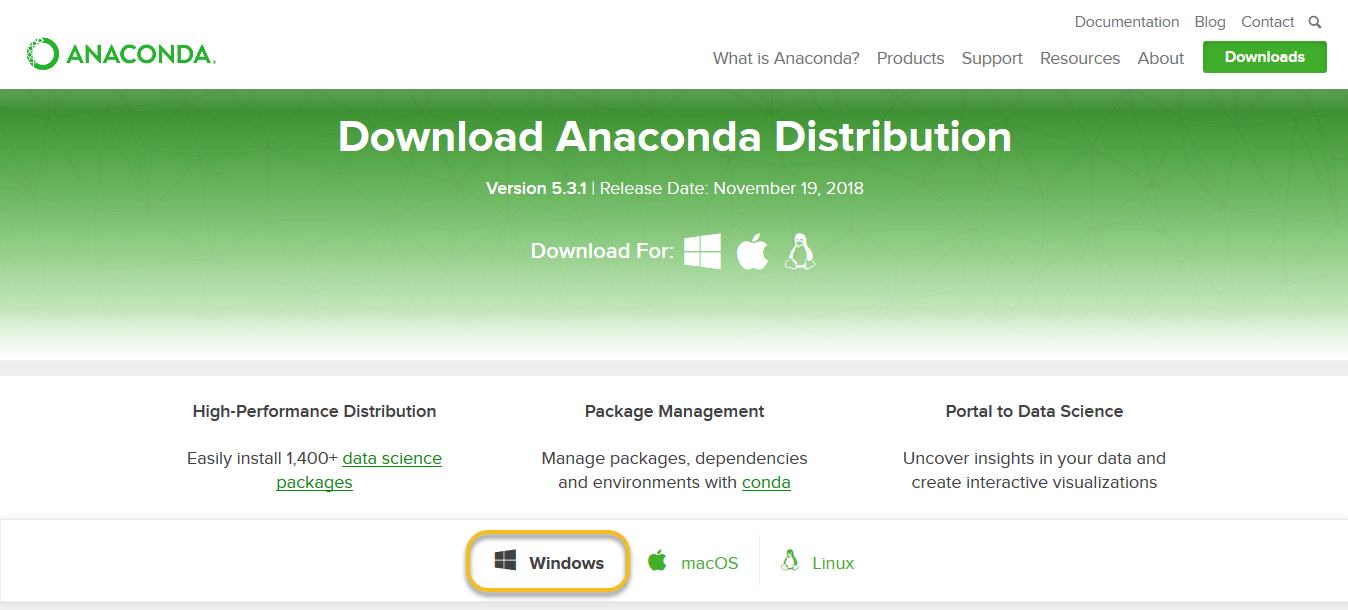 Documentation Blog Contact
ANACONDA.
What is Anaconda? Products Support Resources About Downloads
Download Anaconda Distribution
Version 5.3.1 | Release Date: November 19, 2018
Download For:
High-Performance Distribution
Easily install 1,400+ data science
packages
Package Management
Manage packages, dependencies
and environments with conda
Portal to Data Science
Uncover insights in your data and
create interactive visualizations
Windows macOS Linux